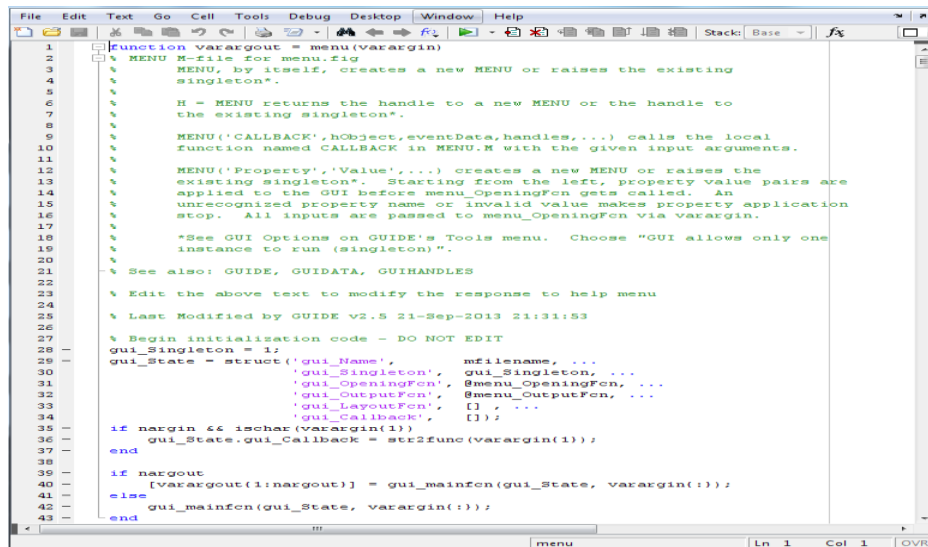 File Edit Text Go Cell Tools Debug Desktop Window Help
Stack: Base fx
1 function varargout = menu(varargin)
2 % MENU M-file for menu.fig
3 % MENU, by itself, creates a new MENU or raises the existing
4 % singleton*.
5 %
6 % H = MENU returns the handle to a new MENU or the handle to
7 % the existing singleton*.
8 %
9 % MENU('CALLBACK',hObject,eventData,handles,...) calls the local
10 % function named CALLBACK in MENU.M with the given input arguments.
11 %
12 % MENU('Property','Value',...) creates a new MENU or raises the
13 % existing singleton*. Starting from the left, property value pairs are
14 % applied to the GUI before menu_OpeningFcn gets called. An
15 % unrecognized property name or invalid value makes property application
16 % stop. All inputs are passed to menu_OpeningFcn via varargin.
17 %
18 % *See GUI Options on GUIDE's Tools menu. Choose "GUI allows only one
19 % instance to run (singleton)".
20 %
21 % See also: GUIDE, GUIDATA, GUIHANDLES
22
23 % Edit the above text to modify the response to help menu
24
25 % Last Modified by GUIDE v2.5 21-Sep-2013 21:31:53
26
27 % Begin initialization code - DO NOT EDIT
28 - gui_Singleton = 1;
29 - gui_State = struct('gui_Name', mfilename, ...
30 'gui_Singleton', gui_Singleton, ...
31 'gui_OpeningFcn', @menu_OpeningFcn, ...
32 'gui_OutputFcn', @menu_OutputFcn, ...
33 'gui_LayoutFcn', [] , ...
34 'gui_Callback', []);
35 - if nargin && ischar(varargin{1})
36 - gui_State.gui_Callback = str2func(varargin{1});
37 - end
38
39 - if nargout
40 - [varargout{1:nargout}] = gui_mainfcn(gui_State, varargin{:});
41 - else
42 - gui_mainfcn(gui_State, varargin{:});
43 - end
menu Ln 1 Col 1 OVR